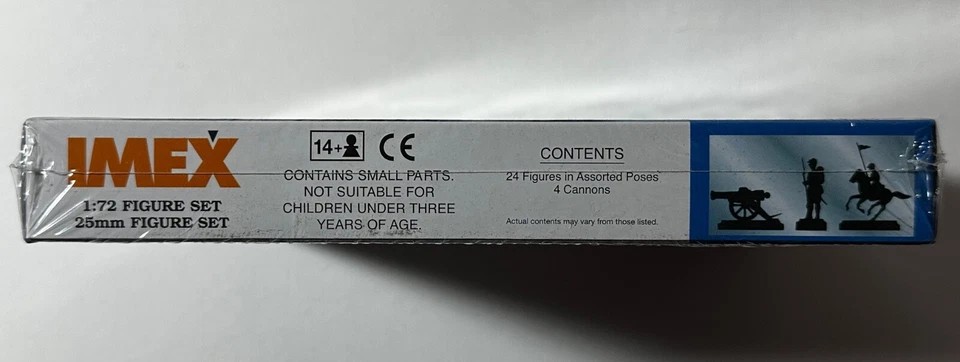 IMEX
1:72 FIGURE SET
25mm FIGURE SET
14+ CE
CONTAINS SMALL PARTS.
NOT SUITABLE FOR
CHILDREN UNDER THREE
YEARS OF AGE.
CONTENTS
24 Figures in Assorted Poses
4 Cannons
Actual contents may vary from those listed.